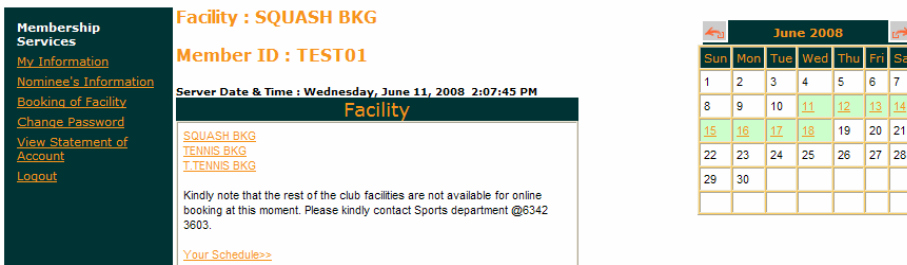 Membership
Services
My Information
Nominee's Information
Booking of Facility
Change Password
View Statement of
Account
Logout
Facility : SQUASH BKG
Member ID : TEST01
Server Date & Time : Wednesday, June 11, 2008 2:07:45 PM
Facility
SQUASH BKG
TENNIS BKG
T.TENNIS BKG
Kindly note that the rest of the club facilities are not available for online
booking at this moment. Please kindly contact Sports department @6342
3603.
Your Schedule>>
June 2008
Sun Mon Tue Wed Thu Fri Sa
1 2 3 4 5 6 7
8 9 10 11 12 13 14
15 16 17 18 19 20 21
22 23 24 25 26 27 28
29 30